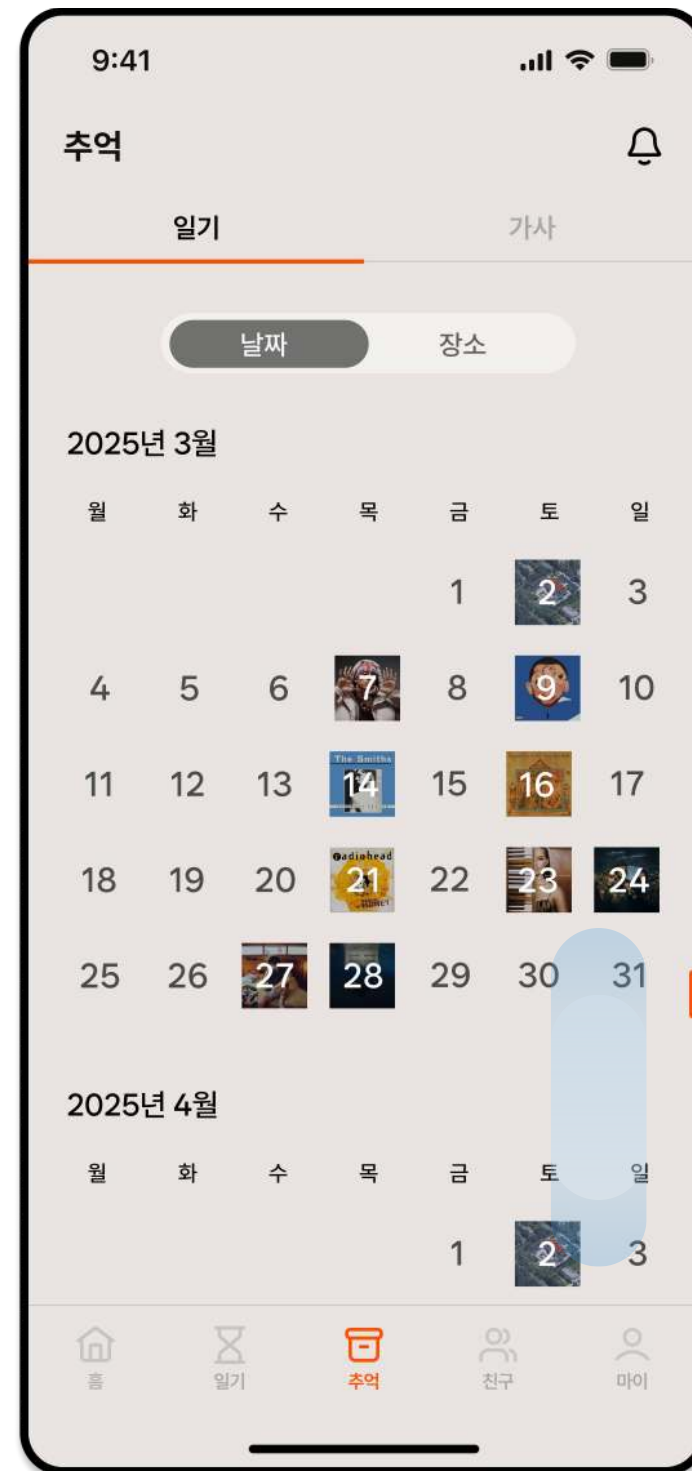 9:41
추억
일기 가사
날짜 장소
2025년 3월
월 화 수 목 금 토 일
1 2 3
4 5 6 7 8 9 10
The Smiths
11 12 13 14 15 16 17
Radiohead
18 19 20 21 22 23 24
25 26 27 28 29 30 31
2025년 4월
월 화 수 목 금 토 일
1 2 3
홈 일기 추억 친구 마이